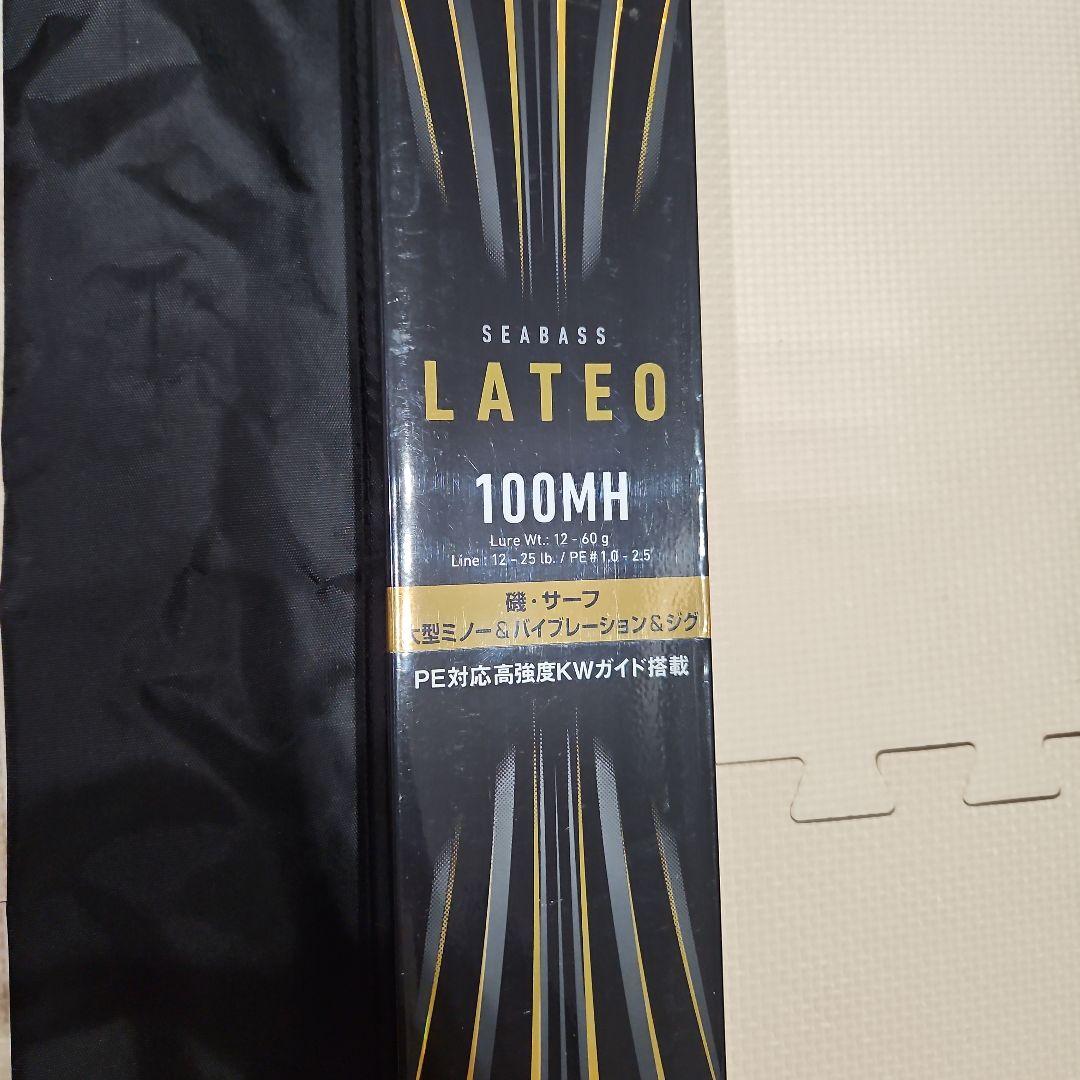 SEABASS
LATEO
100MH
Lure Wt.: 12 - 60 g
Line : 12 - 25 lb. / PE # 1.0 - 2.5
磯・サーフ
大型ミノー&バイブレーション&ジグ
PE対応高強度KWガイド搭載